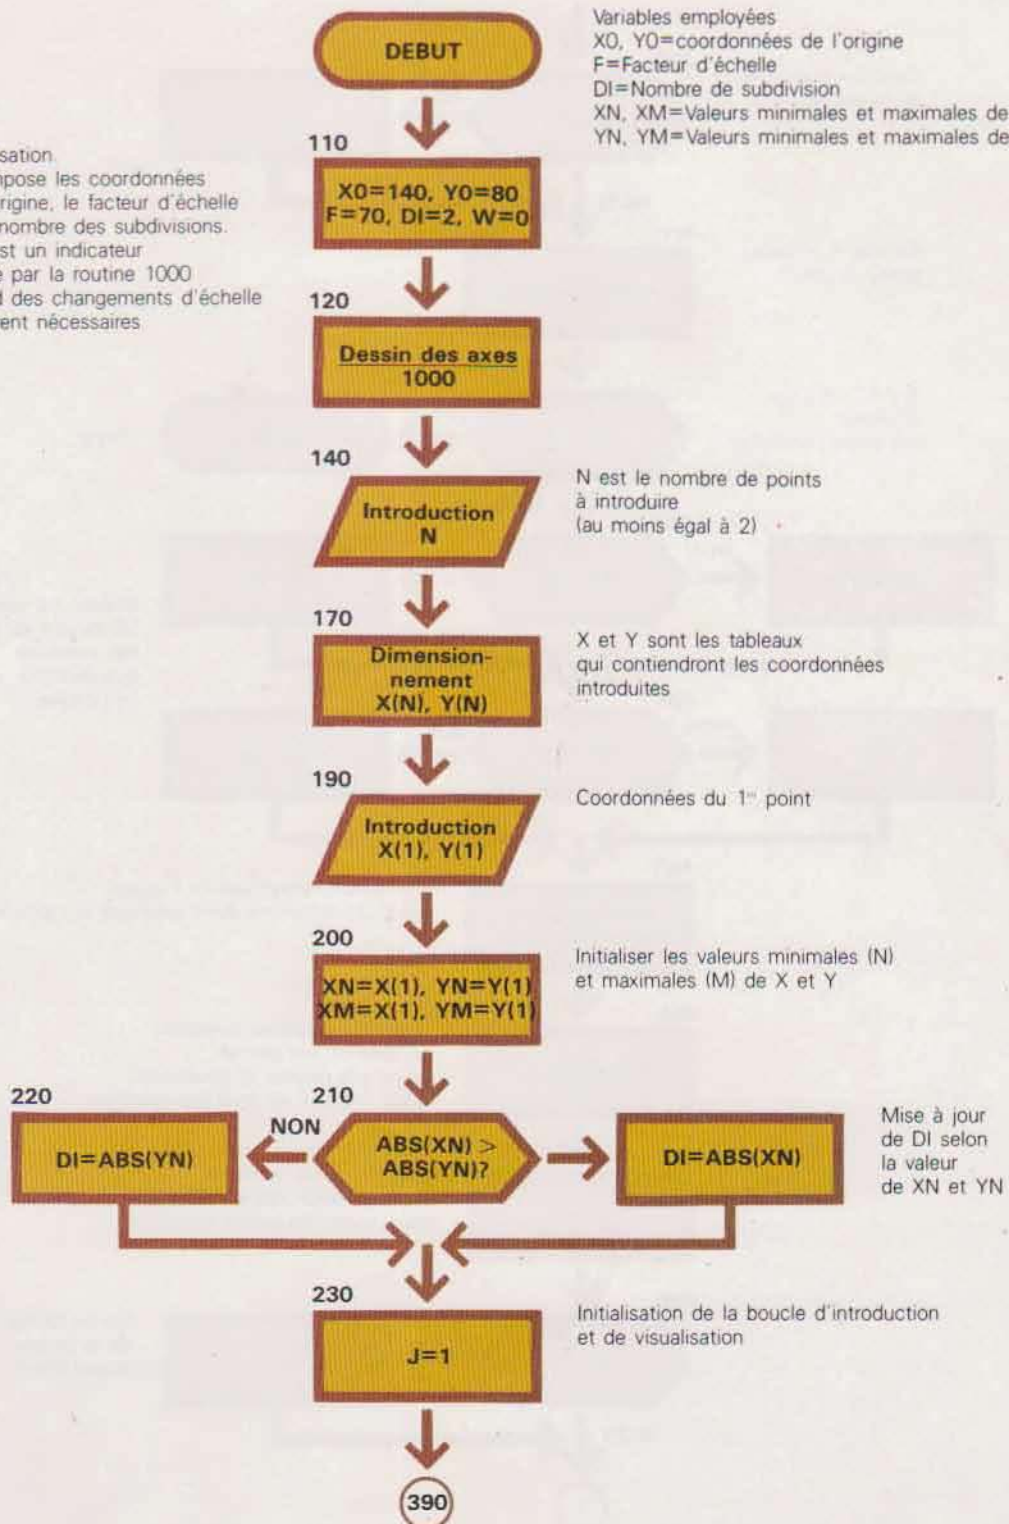 Variables employées
X0, Y0=coordonnées de l'origine
F=Facteur d'échelle
DI=Nombre de subdivision
XN, XM=Valeurs minimales et maximales de
YN, YM=Valeurs minimales et maximales de
DEBUT
sation.
pose les coordonnées
rigine, le facteur d'échelle
nombre des subdivisions.
st un indicateur
par la routine 1000
des changements d'échelle
ent nécessaires
110
X0=140, Y0=80
F=70, DI=2, W=0
120
Dessin des axes
1000
140
Introduction
N
N est le nombre de points
à introduire
(au moins égal à 2)
170
Dimension-
nement
X(N), Y(N)
X et Y sont les tableaux
qui contiendront les coordonnées
introduites
190
Introduction
X(1), Y(1)
Coordonnées du 1er point
200
XN=X(1), YN=Y(1)
XM=X(1), YM=Y(1)
Initialiser les valeurs minimales (N)
et maximales (M) de X et Y
220
DI=ABS(YN)
NON
210
ABS(XN) >
ABS(YN)?
DI=ABS(XN)
Mise à jour
de DI selon
la valeur
de XN et YN
230
J=1
Initialisation de la boucle d'introduction
et de visualisation
390